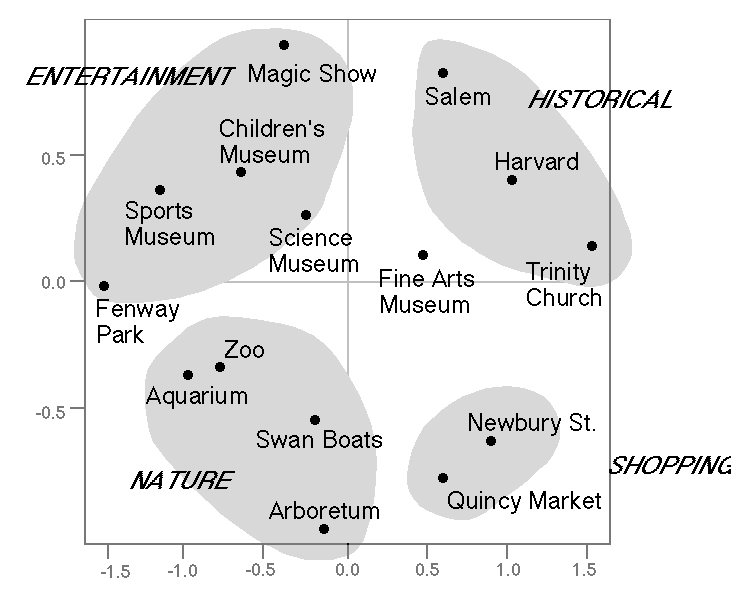 ENTERTAINMENT
Magic Show
Salem
HISTORICAL
Children's
Museum
Harvard
0.5
Sports
Museum
Science
Museum
Fine Arts
Museum
Trinity
Church
0.0
Fenway
Park
Zoo
Aquarium
-0.5
Swan Boats
Newbury St.
NATURE
SHOPPING
Quincy Market
Arboretum
-1.5 -1.0 -0.5 0.0 0.5 1.0 1.5